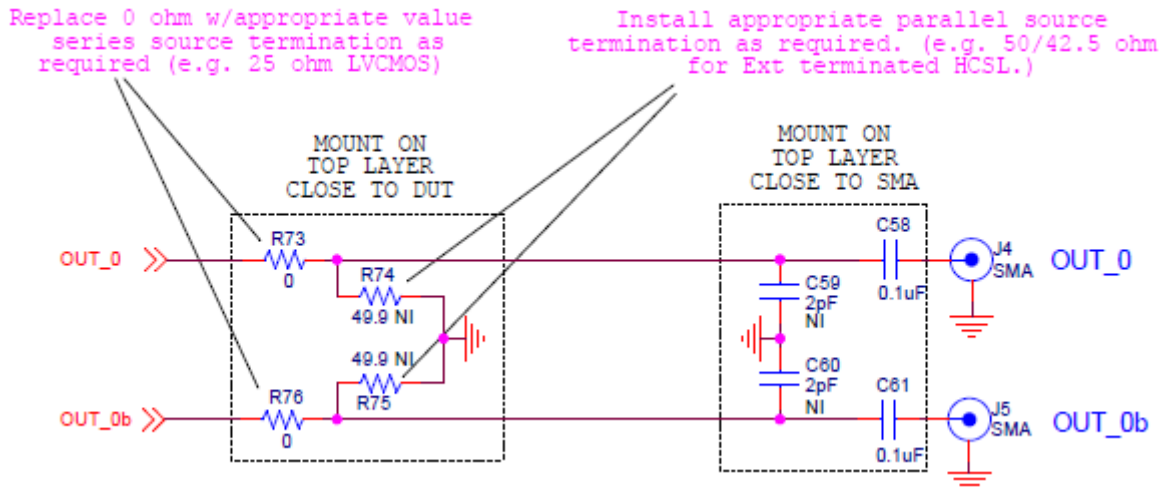 Replace 0 ohm w/appropriate value
series source termination as
required (e.g. 25 ohm LVCMOS)
Install appropriate parallel source
termination as required. (e.g. 50/42.5 ohm
for Ext terminated HCSL.)
MOUNT ON
TOP LAYER
CLOSE TO DUT
MOUNT ON
TOP LAYER
CLOSE TO SMA
OUT_0
R73
0
R74
49.9 NI
49.9 NI
R75
OUT_0b
R76
0
C58
0.1uF
C59
2pF
NI
C60
2pF
NI
C61
0.1uF
J4
SMA
OUT_0
J5
SMA
OUT_0b